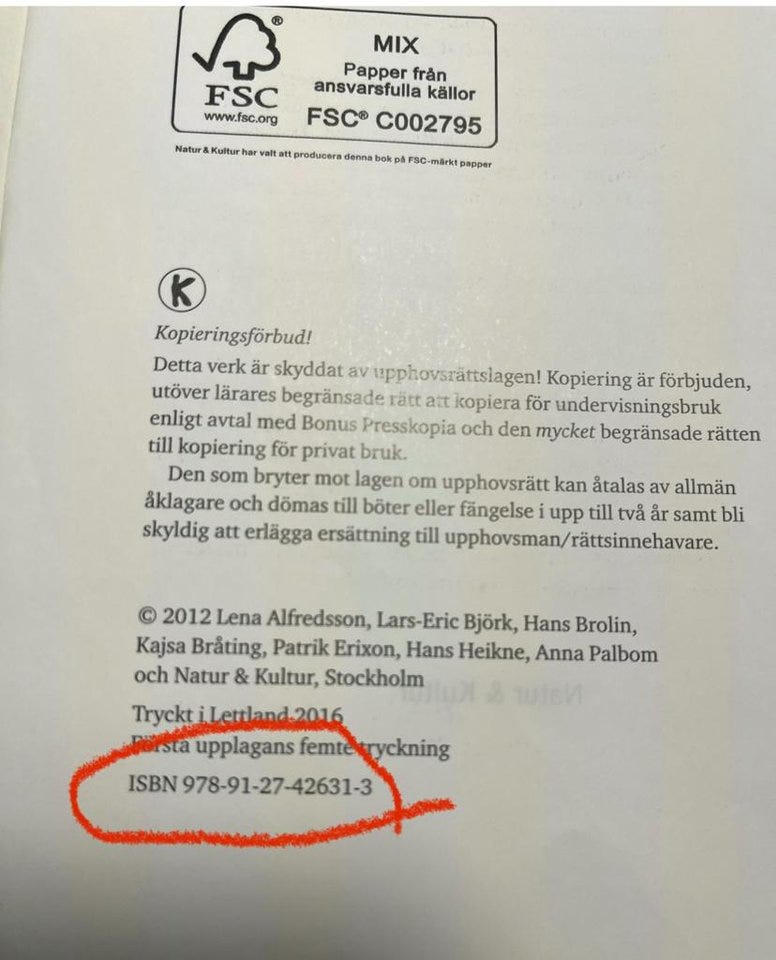 FSC®
www.fsc.org
MIX
Papper från
ansvarsfulla källor
FSC® C002795
Natur & Kultur har valt att producera denna bok på FSC-märkt papper
K
Kopieringsförbud!
Detta verk är skyddat av upphovsrättslagen! Kopiering är förbjuden,
utöver lärares begränsade rätt att kopiera för undervisningsbruk
enligt avtal med Bonus Presskopia och den mycket begränsade rätten
till kopiering för privat bruk.
Den som bryter mot lagen om upphovsrätt kan åtalas av allmän
åklagare och dömas till böter eller fängelse i upp till två år samt bli
skyldig att erlägga ersättning till upphovsman/rättsinnehavare.
© 2012 Lena Alfredsson, Lars-Eric Björk, Hans Brolin,
Kajsa Bråting, Patrik Erixon, Hans Heikne, Anna Palbom
och Natur & Kultur, Stockholm
Tryckt i Lettland 2016
Första upplagans femte tryckning
ISBN 978-91-27-42631-3